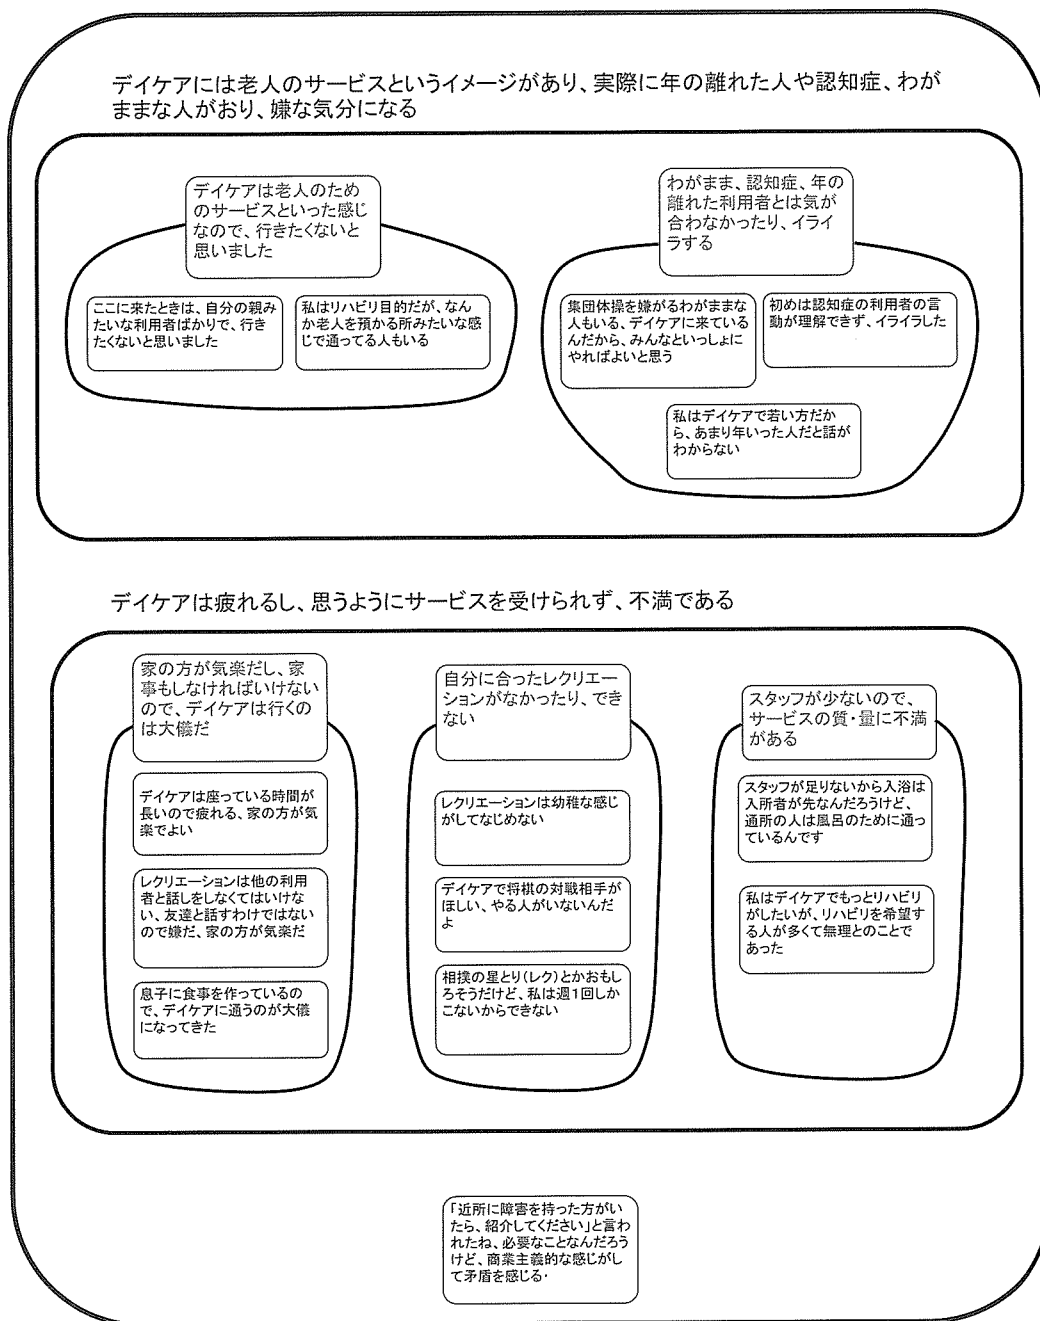 デイケアには老人のサービスというイメージがあり、実際に年の離れた人や認知症、わが
ままな人がおり、嫌な気分になる
デイケアは老人のため
のサービスといった感じ
なので、行きたくないと
思いました
ここに来たときは、自分の親み
たいな利用者ばかりで、行き
たくないと思いました
私はリハビリ目的だが、なん
か老人を預かる所みたいな感
じで通ってる人もいる
わがまま、認知症、年の
離れた利用者とは気が
合わなかったり、イライ
ラする
集団体操を嫌がるわがままな
人もいる、デイケアに来ている
んだから、みんなといっしょに
やればよいと思う
初めは認知症の利用者の言
動が理解できず、イライラした
私はデイケアで若い方だか
ら、あまり年いった人だと話が
わからない
デイケアは疲れるし、思うようにサービスを受けられず、不満である
家の方が気楽だし、家
事もしなければいけない
ので、デイケアは行くの
は大儀だ
デイケアは座っている時間が
長いので疲れる、家の方が気
楽でよい
レクリエーションは他の利用
者と話しをしなくてはいけな
い、友達と話すわけではない
ので嫌だ、家の方が気楽だ
息子に食事を作っているの
で、デイケアに通うのが大儀
になってきた
自分に合ったレクリエー
ションがなかったり、でき
ない
レクリエーションは幼稚な感じ
がしてなじめない
デイケアで将棋の対戦相手が
ほしい、やる人がいないんだ
よ
相撲の星とり(レク)とかおもし
ろそうだけど、私は週1回しか
こないからできない
スタッフが少ないので、
サービスの質・量に不満
がある
スタッフが足りないから入浴は
入所者が先なんだろうけど、
通所の人は風呂のために通っ
ているんです
私はデイケアでもっとリハビリ
がしたいが、リハビリを希望す
る人が多くて無理とのことで
あった
「近所に障害を持った方がい
たら、紹介してください」と言わ
れたね、必要なことなんだろう
けど、商業主義的な感じがし
て矛盾を感じる・